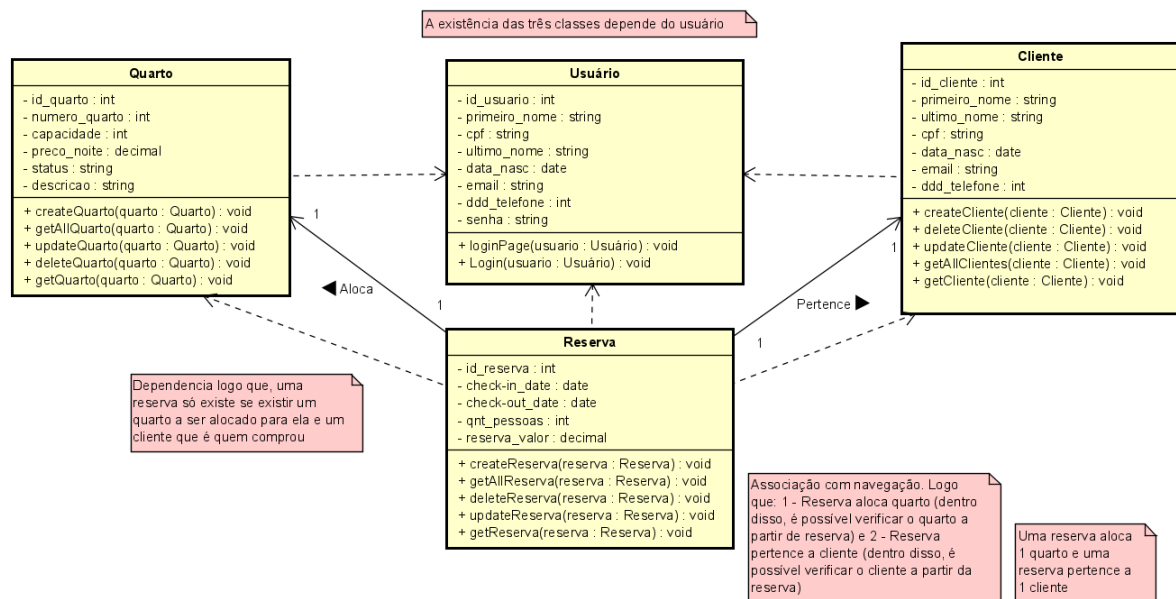 A existência das três classes depende do usuário
Quarto
- id_quarto : int
- numero_quarto : int
- capacidade : int
- preco_noite : decimal
- status : string
- descricao : string
+ createQuarto(quarto : Quarto) : void
+ getAllQuarto(quarto : Quarto) : void
+ updateQuarto(quarto : Quarto) : void
+ deleteQuarto(quarto : Quarto) : void
+ getQuarto(quarto : Quarto) : void
Usuário
- id_usuario : int
- primeiro_nome : string
- cpf : string
- ultimo_nome : string
- data_nasc : date
- email : string
- ddd_telefone : int
- senha : string
+ loginPage(usuario : Usuário) : void
+ Login(usuario : Usuário) : void
Cliente
- id_cliente : int
- primeiro_nome : string
- ultimo_nome : string
- cpf : string
- data_nasc : date
- email : string
- ddd_telefone : int
+ createCliente(cliente : Cliente) : void
+ deleteCliente(cliente : Cliente) : void
+ updateCliente(cliente : Cliente) : void
+ getAllClientes(cliente : Cliente) : void
+ getCliente(cliente : Cliente) : void
1
◀ Aloca
1
1
Pertence ▶
1
Reserva
- id_reserva : int
- check-in_date : date
- check-out_date : date
- qnt_pessoas : int
- reserva_valor : decimal
+ createReserva(reserva : Reserva) : void
+ getAllReserva(reserva : Reserva) : void
+ deleteReserva(reserva : Reserva) : void
+ updateReserva(reserva : Reserva) : void
+ getReserva(reserva : Reserva) : void
Dependencia logo que, uma
reserva só existe se existir um
quarto a ser alocado para ela e um
cliente que é quem comprou
Associação com navegação. Logo
que: 1 - Reserva aloca quarto (dentro
disso, é possível verificar o quarto a
partir de reserva) e 2 - Reserva
pertence a cliente (dentro disso, é
possível verificar o cliente a partir da
reserva)
Uma reserva aloca
1 quarto e uma
reserva pertence a
1 cliente